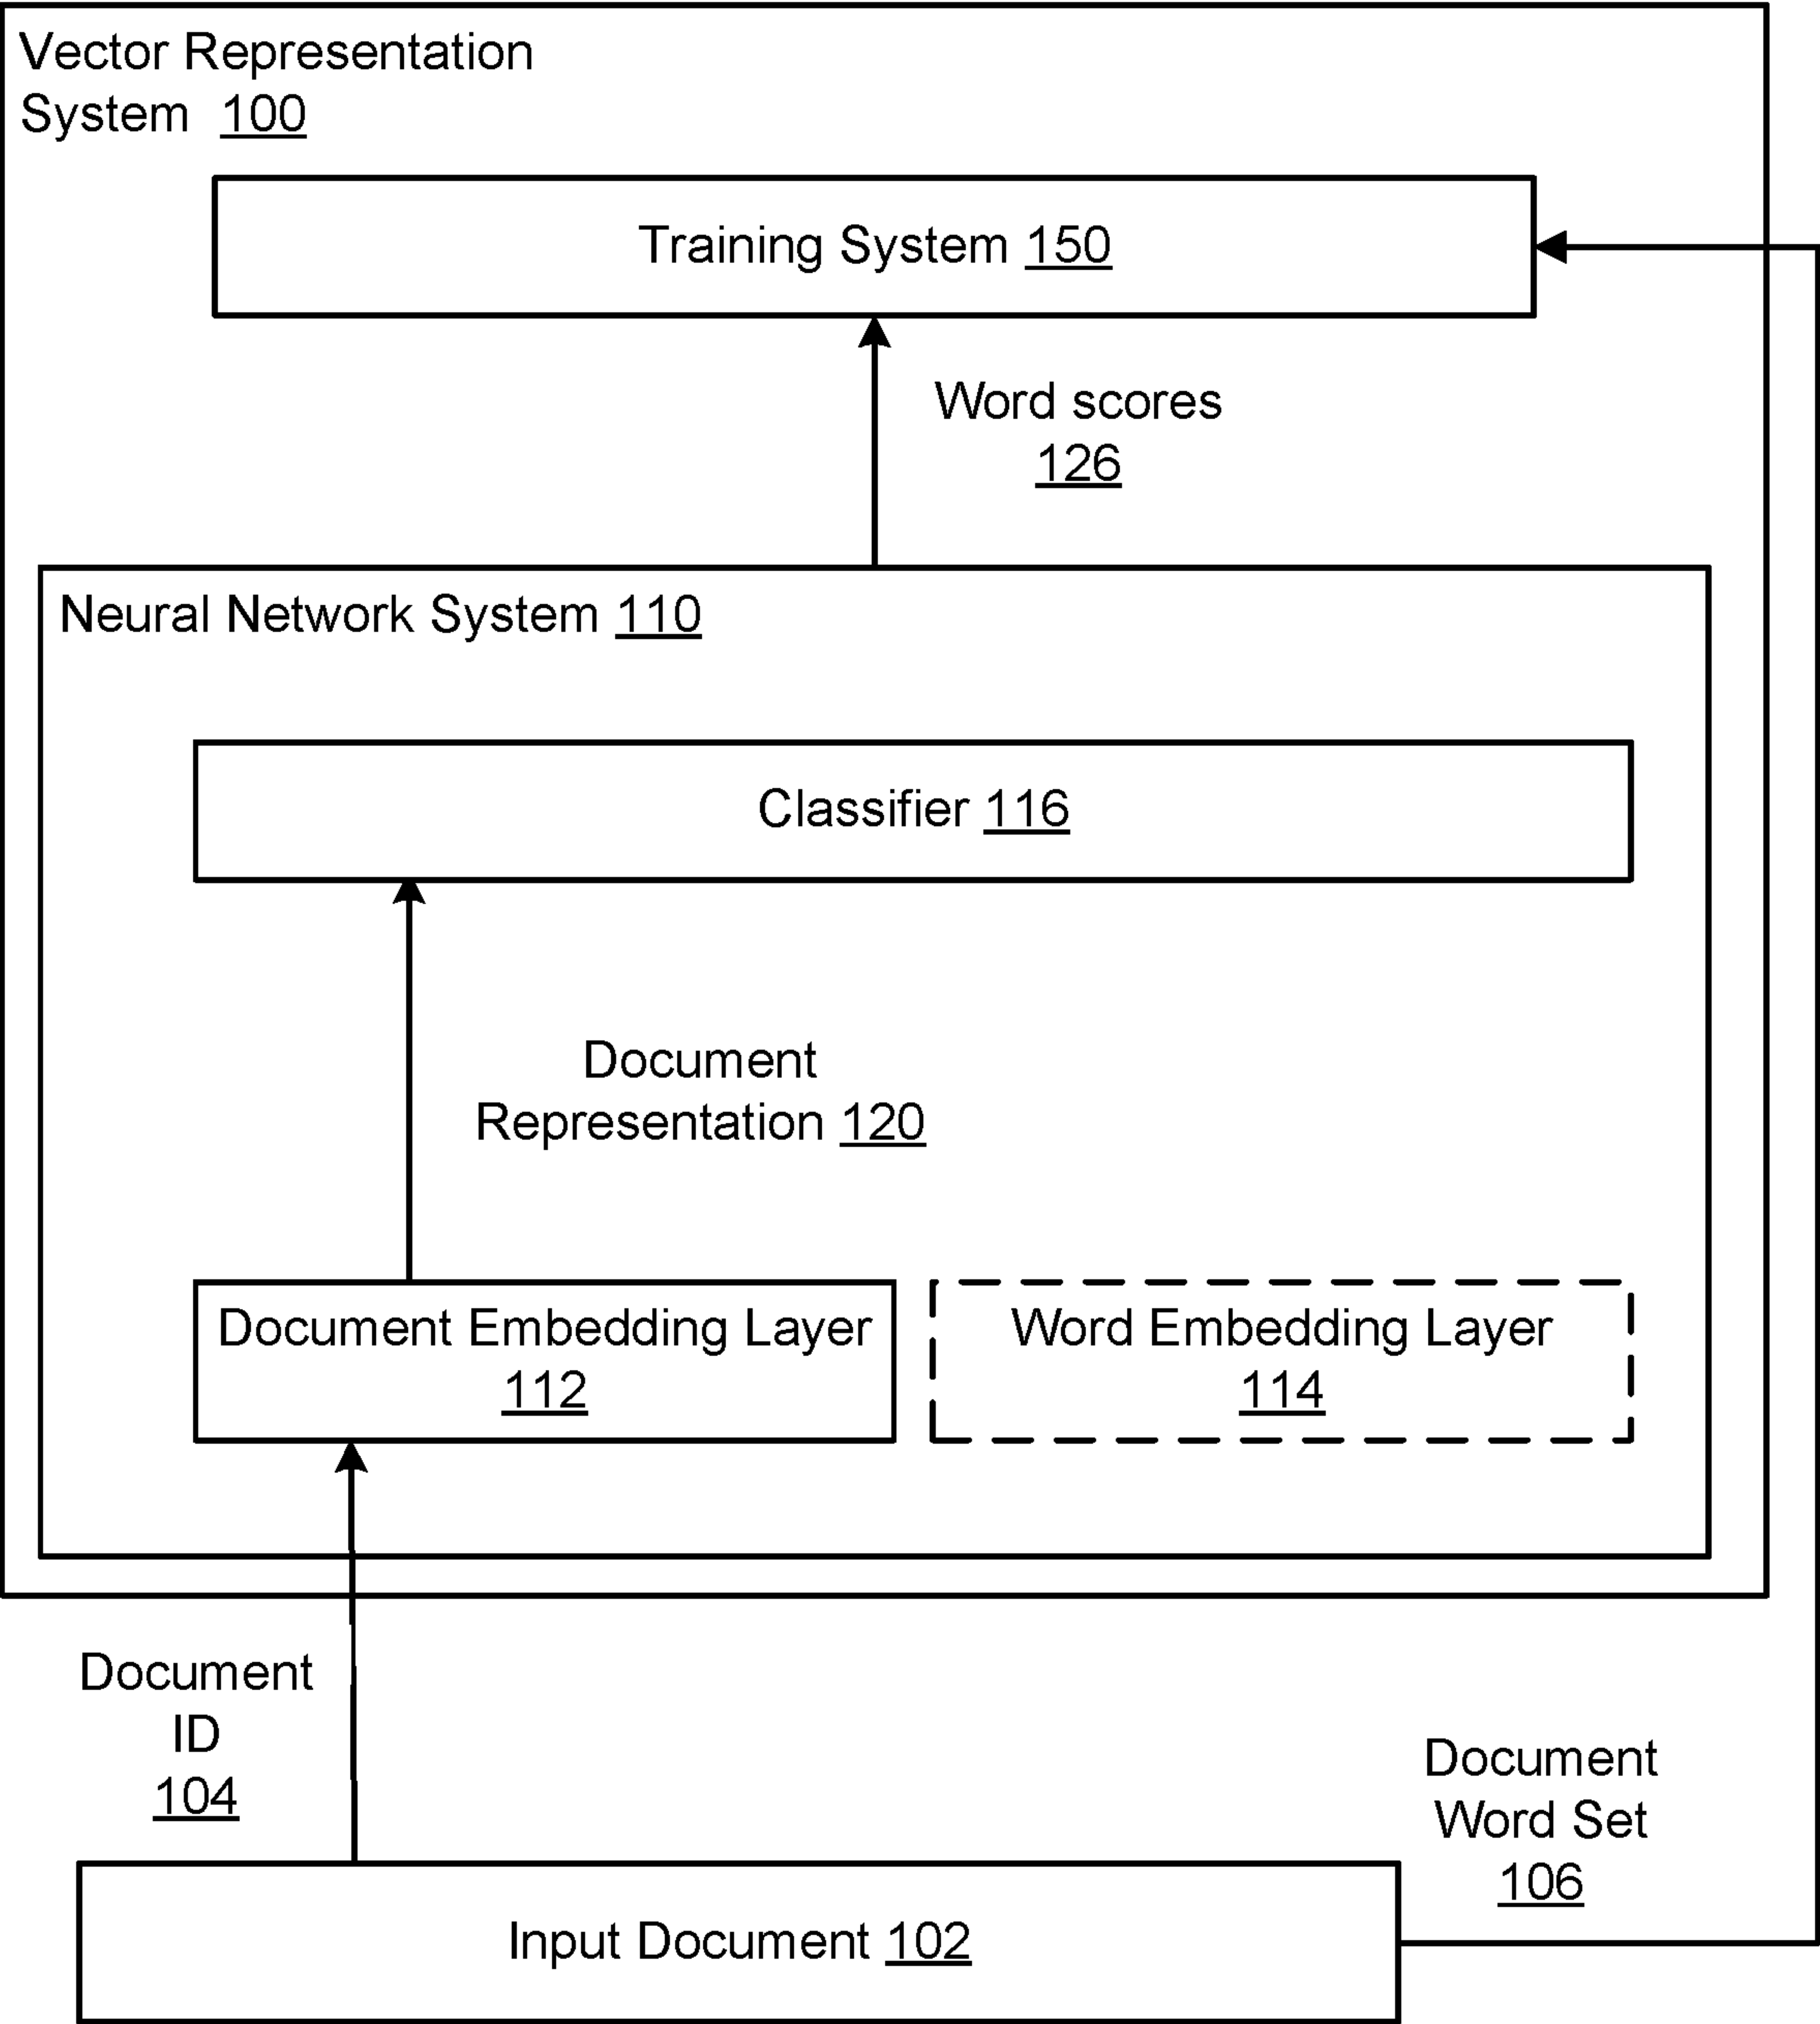 Vector Representation
System 100
Training System 150
Word scores
126
Neural Network System 110
Classifier 116
Document
Representation 120
Document Embedding Layer
112
Word Embedding Layer
114
Document
ID
104
Document
Word Set
106
Input Document 102